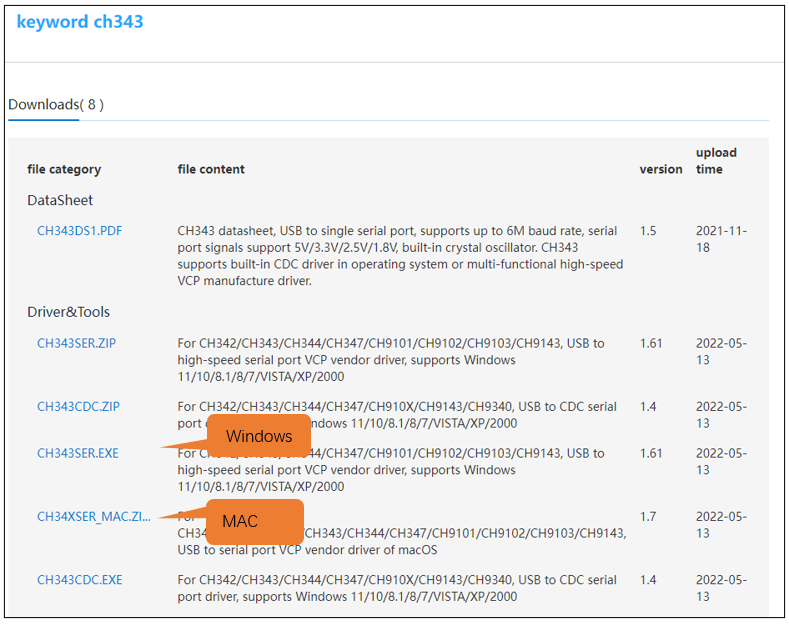 keyword ch343
Downloads( 8 )
file category file content version upload time
DataSheet
CH343DS1.PDF CH343 datasheet, USB to single serial port, supports up to 6M baud rate, serial 1.5 2021-11-
port signals support 5V/3.3V/2.5V/1.8V, built-in crystal oscillator. CH343 18
supports built-in CDC driver in operating system or multi-functional high-speed
VCP manufacture driver.
Driver&Tools
CH343SER.ZIP For CH342/CH343/CH344/CH347/CH9101/CH9102/CH9103/CH9143, USB to 1.61 2022-05-
high-speed serial port VCP vendor driver, supports Windows 13
11/10/8.1/8/7/VISTA/XP/2000
CH343CDC.ZIP For CH342/CH343/CH344/CH347/CH910X/CH9143/CH9340, USB to CDC serial 1.4 2022-05-
port ndows 11/10/8.1/8/7/VISTA/XP/2000 13
Windows
CH343SER.EXE For /CH347/CH9101/CH9102/CH9103/CH9143, USB to 1.61 2022-05-
high-speed serial port VCP vendor driver, supports Windows 13
11/10/8.1/8/7/VISTA/XP/2000
CH34XSER_MAC.ZI... For 1.7 2022-05-
MAC
/CH343/CH344/CH347/CH9101/CH9102/CH9103/CH9143, 13
USB to serial port VCP vendor driver of macOS
CH343CDC.EXE For CH342/CH343/CH344/CH347/CH910X/CH9143/CH9340, USB to CDC serial 1.4 2022-05-
port driver, supports Windows 11/10/8.1/8/7/VISTA/XP/2000 13